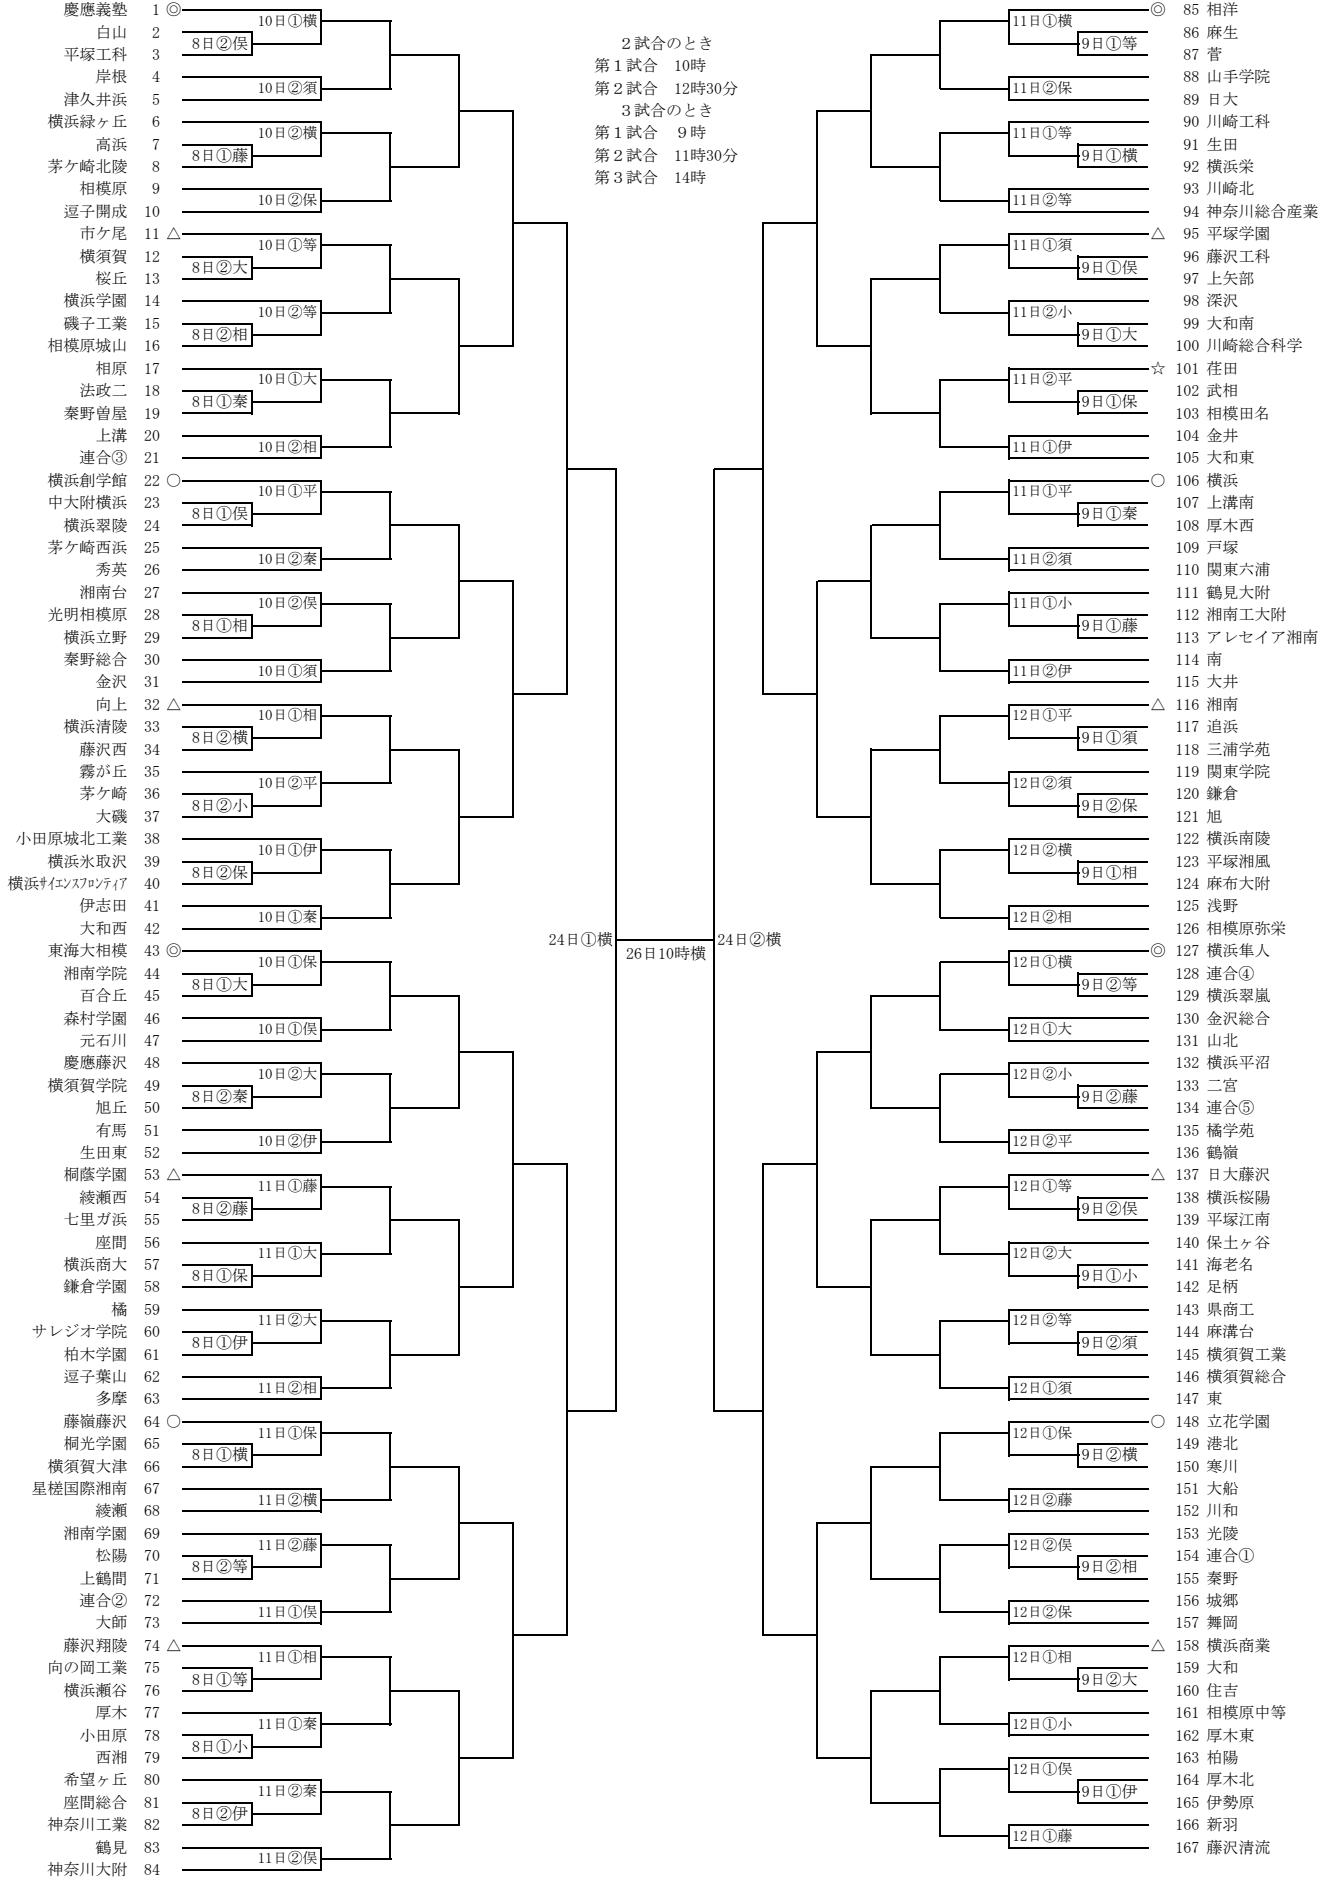 ２試合のとき
第１試合　10時
第２試合　12時30分
３試合のとき
第１試合　９時
第２試合　11時30分
第３試合　14時
慶應義塾 1 ◎
10日①横
白山 2
8日②俣
平塚工科 3
岸根 4
10日②須
津久井浜 5
横浜緑ヶ丘 6
10日②横
高浜 7
8日①藤
茅ケ崎北陵 8
相模原 9
10日②保
逗子開成 10
市ケ尾 11 △
10日①等
横須賀 12
8日②大
桜丘 13
横浜学園 14
10日②等
磯子工業 15
8日②相
相模原城山 16
相原 17
10日①大
法政二 18
8日①秦
秦野曽屋 19
上溝 20
10日②相
連合③ 21
横浜創学館 22 ○
10日①平
中大附横浜 23
8日①俣
横浜翠陵 24
茅ケ崎西浜 25
10日②秦
秀英 26
湘南台 27
10日②俣
光明相模原 28
8日①相
横浜立野 29
秦野総合 30
10日①須
金沢 31
向上 32 △
10日①相
横浜清陵 33
8日②横
藤沢西 34
霧が丘 35
10日②平
茅ケ崎 36
8日②小
大磯 37
小田原城北工業 38
10日①伊
横浜氷取沢 39
8日②保
横浜ｻｲｴﾝｽﾌﾛﾝﾃｨｱ 40
伊志田 41
10日①秦
大和西 42
東海大相模 43 ◎
10日①保
湘南学院 44
8日①大
百合丘 45
森村学園 46
10日①俣
元石川 47
慶應藤沢 48
10日②大
横須賀学院 49
8日②秦
旭丘 50
有馬 51
10日②伊
生田東 52
桐蔭学園 53 △
11日①藤
綾瀬西 54
8日②藤
七里ガ浜 55
座間 56
11日①大
横浜商大 57
8日①保
鎌倉学園 58
橘 59
11日②大
サレジオ学院 60
8日①伊
柏木学園 61
逗子葉山 62
11日②相
多摩 63
藤嶺藤沢 64 ○
11日①保
桐光学園 65
8日①横
横須賀大津 66
星槎国際湘南 67
11日②横
綾瀬 68
湘南学園 69
11日②藤
松陽 70
8日②等
上鶴間 71
連合② 72
11日①俣
大師 73
藤沢翔陵 74 △
11日①相
向の岡工業 75
8日①等
横浜瀬谷 76
厚木 77
11日①秦
小田原 78
8日①小
西湘 79
希望ヶ丘 80
11日②秦
座間総合 81
8日②伊
神奈川工業 82
鶴見 83
11日②俣
神奈川大附 84
24日①横
26日10時横
24日②横
◎ 85 相洋
11日①横
86 麻生
9日①等
87 菅
88 山手学院
11日②保
89 日大
90 川崎工科
11日①等
91 生田
9日①横
92 横浜栄
93 川崎北
11日②等
94 神奈川総合産業
△ 95 平塚学園
11日①須
96 藤沢工科
9日①俣
97 上矢部
98 深沢
11日②小
99 大和南
9日①大
100 川崎総合科学
☆ 101 荏田
11日②平
102 武相
9日①保
103 相模田名
104 金井
11日①伊
105 大和東
○ 106 横浜
11日①平
107 上溝南
9日①秦
108 厚木西
109 戸塚
11日②須
110 関東六浦
111 鶴見大附
11日①小
112 湘南工大附
9日①藤
113 アレセイア湘南
114 南
11日②伊
115 大井
△ 116 湘南
12日①平
117 追浜
9日①須
118 三浦学苑
119 関東学院
12日②須
120 鎌倉
9日②保
121 旭
122 横浜南陵
12日②横
123 平塚湘風
9日①相
124 麻布大附
125 浅野
12日②相
126 相模原弥栄
◎ 127 横浜隼人
12日①横
128 連合④
9日②等
129 横浜翠嵐
130 金沢総合
12日①大
131 山北
132 横浜平沼
12日②小
133 二宮
9日②藤
134 連合⑤
135 橘学苑
12日②平
136 鶴嶺
△ 137 日大藤沢
12日①等
138 横浜桜陽
9日②俣
139 平塚江南
140 保土ヶ谷
12日②大
141 海老名
9日①小
142 足柄
143 県商工
12日②等
144 麻溝台
9日②須
145 横須賀工業
146 横須賀総合
12日①須
147 東
○ 148 立花学園
12日①保
149 港北
9日②横
150 寒川
151 大船
12日②藤
152 川和
153 光陵
12日②俣
154 連合①
9日②相
155 秦野
156 城郷
12日②保
157 舞岡
△ 158 横浜商業
12日①相
159 大和
9日②大
160 住吉
161 相模原中等
12日①小
162 厚木東
163 柏陽
12日①俣
164 厚木北
9日①伊
165 伊勢原
166 新羽
12日①藤
167 藤沢清流